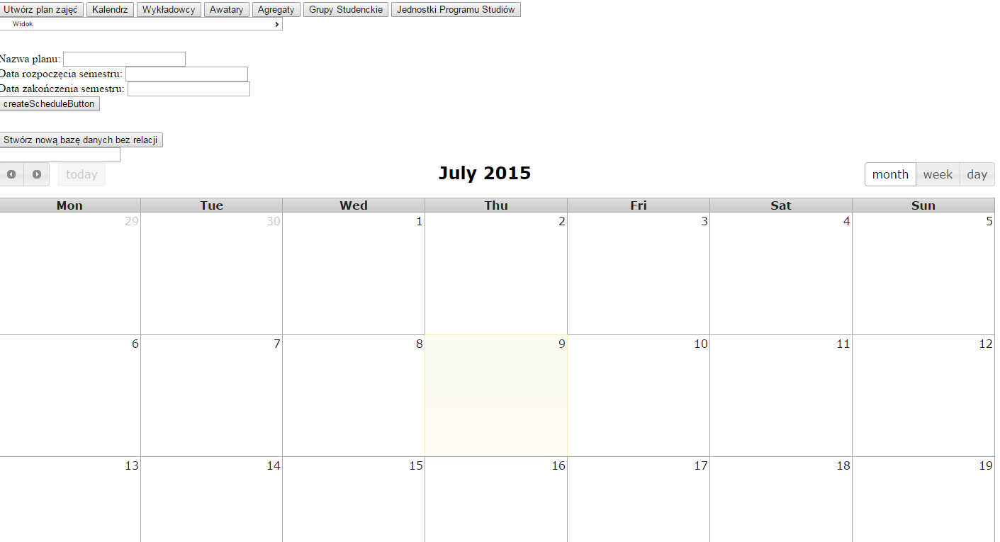 Utwórz plan zajęć Kalendrz Wykładowcy Awatary Agregaty Grupy Studenckie Jednostki Programu Studiów
Widok
Nazwa planu:
Data rozpoczęcia semestru:
Data zakończenia semestru:
createScheduleButton
Stwórz nową bazę danych bez relacji
today July 2015 month week day
Mon Tue Wed Thu Fri Sat Sun
29 30 1 2 3 4 5
6 7 8 9 10 11 12
13 14 15 16 17 18 19